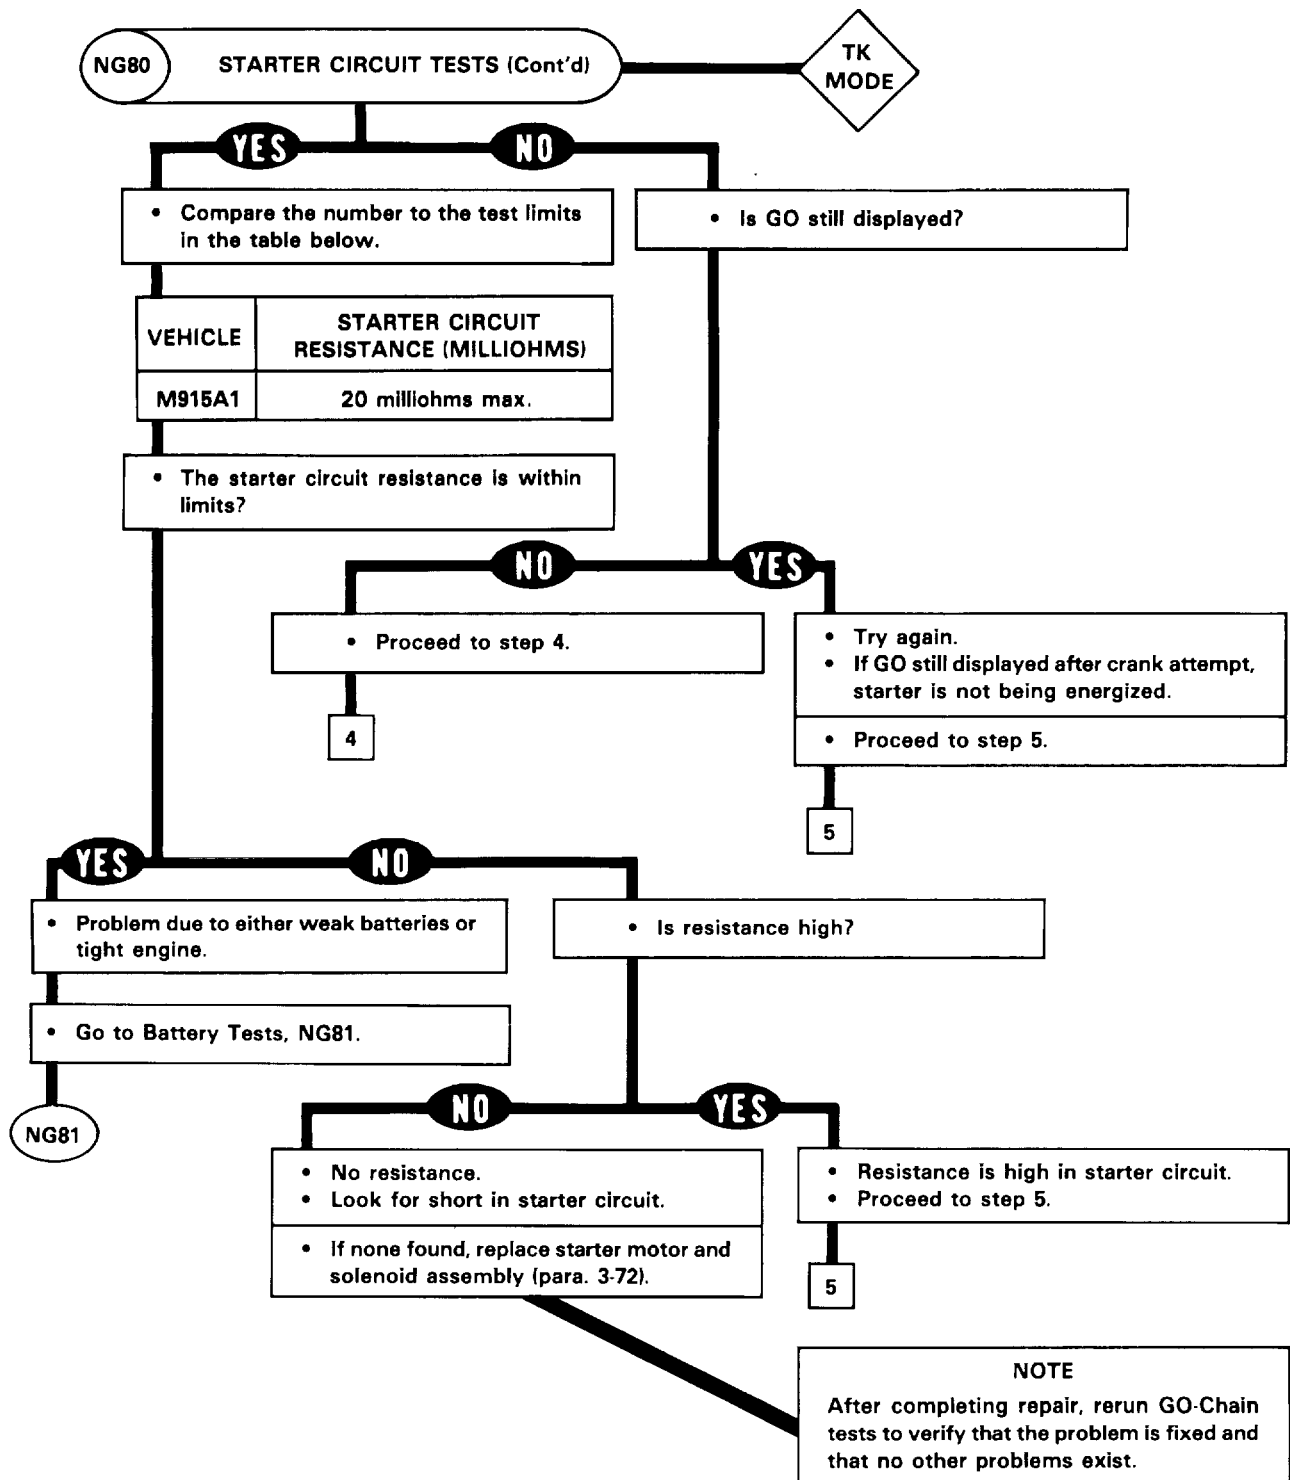 NG80
STARTER CIRCUIT TESTS (Cont'd)
TK
MODE
YES
NO
• Compare the number to the test limits
in the table below.
• Is GO still displayed?
VEHICLE
STARTER CIRCUIT
RESISTANCE (MILLIOHMS)
M915A1
20 milliohms max.
• The starter circuit resistance is within
limits?
NO
YES
• Proceed to step 4.
4
• Try again.
• If GO still displayed after crank attempt,
starter is not being energized.
• Proceed to step 5.
5
YES
NO
• Problem due to either weak batteries or
tight engine.
• Go to Battery Tests, NG81.
NG81
• Is resistance high?
NO
YES
• No resistance.
• Look for short in starter circuit.
• If none found, replace starter motor and
solenoid assembly (para. 3-72).
• Resistance is high in starter circuit.
• Proceed to step 5.
5
NOTE
After completing repair, rerun GO-Chain
tests to verify that the problem is fixed and
that no other problems exist.